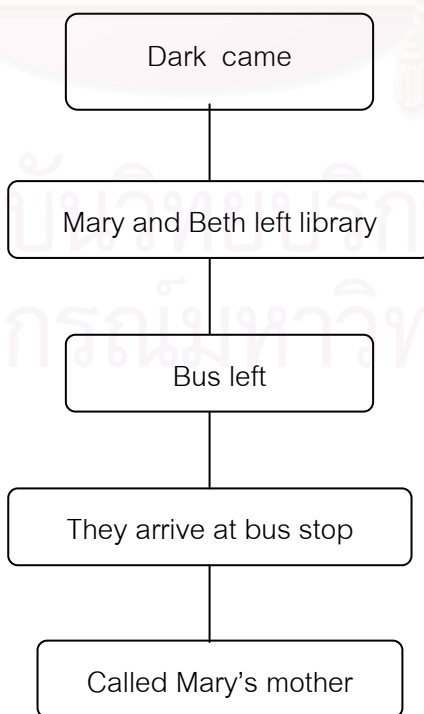 Dark came
Mary and Beth left library
Bus left
They arrive at bus stop
Called Mary's mother